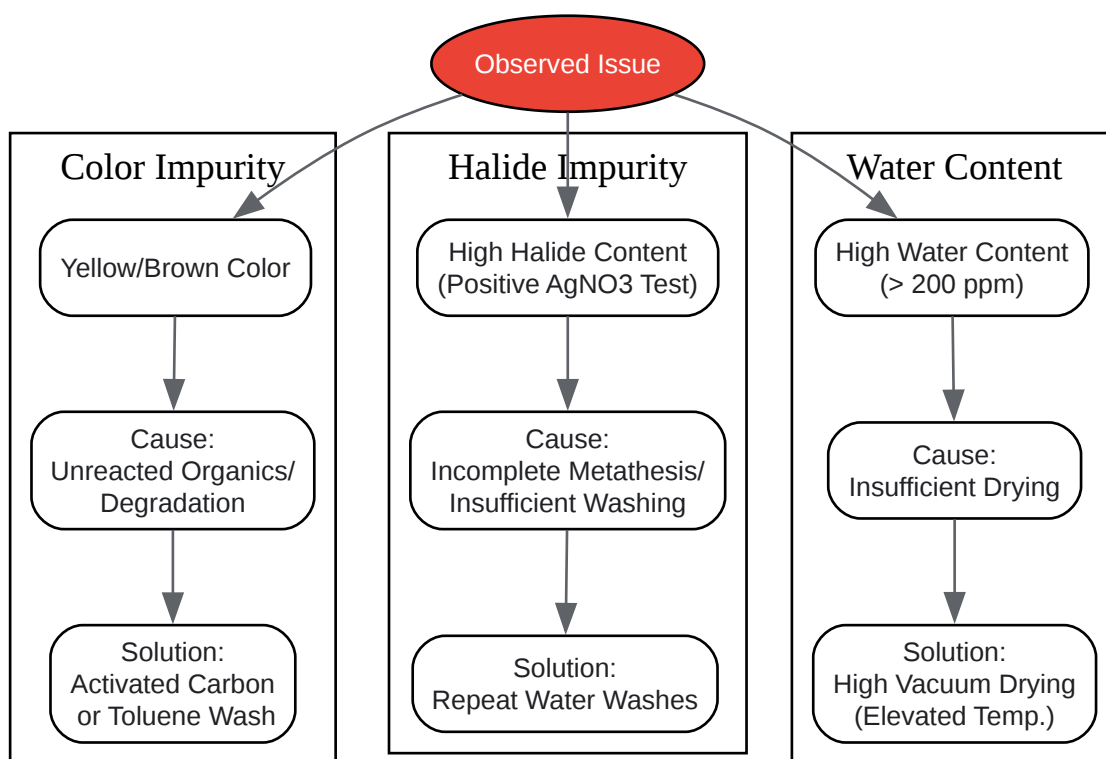 Observed Issue
Color Impurity
Yellow/Brown Color
Cause:
Unreacted Organics/
Degradation
Solution:
Activated Carbon
or Toluene Wash
Halide Impurity
High Halide Content
(Positive AgNO3 Test)
Cause:
Incomplete Metathesis/
Insufficient Washing
Solution:
Repeat Water Washes
Water Content
High Water Content
(> 200 ppm)
Cause:
Insufficient Drying
Solution:
High Vacuum Drying
(Elevated Temp.)